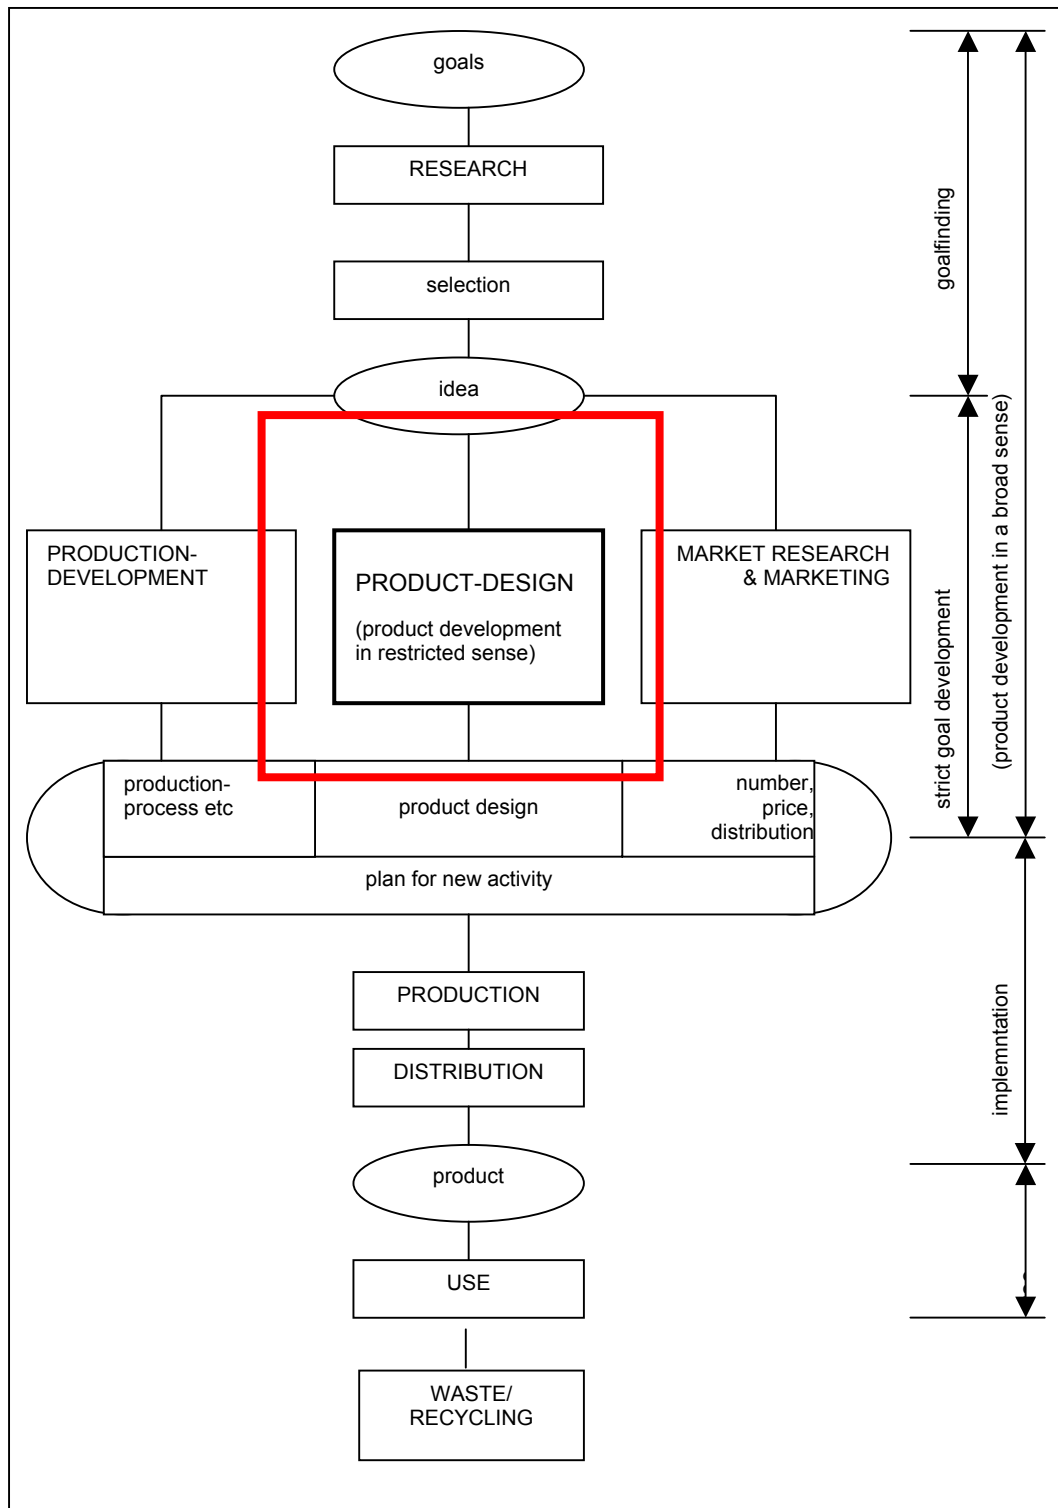 goals
RESEARCH
selection
idea
PRODUCTION-
DEVELOPMENT
PRODUCT-DESIGN
(product development
in restricted sense)
MARKET RESEARCH
& MARKETING
production-
process etc
product design
number,
price,
distribution
plan for new activity
PRODUCTION
DISTRIBUTION
product
USE
WASTE/
RECYCLING
goalfinding
strict goal development
(product development in a broad sense)
implemntation